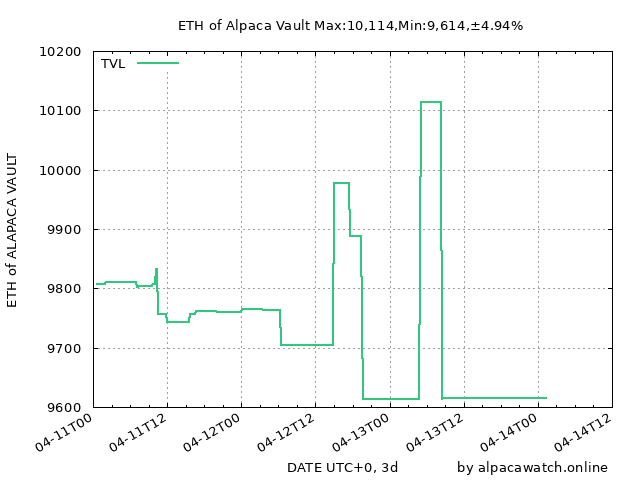 ETH of Alpaca Vault Max:10,114,Min:9,614,±4.94%
TVL
10200
10100
10000
9900
9800
9700
9600
ETH of ALAPACA VAULT
04-11T00
04-11T12
04-12T00
04-12T12
04-13T00
04-13T12
04-14T00
04-14T12
DATE UTC+0, 3d
by alpacawatch.online